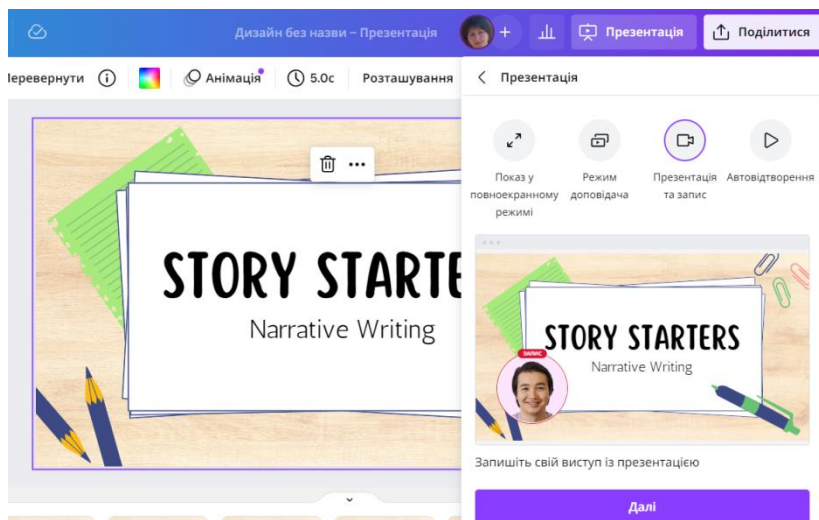 Дизайн без назви – Презентація
+
Презентація
Поділитися
Перевернути
Анімація
5.0с
Розташування
Презентація
Показ у
повноекранному
режимі
Режим
доповідача
Презентація
та запис
Автовідтворення
STORY STARTE
Narrative Writing
STORY STARTERS
Narrative Writing
ЗАПИС
Запишіть свій виступ із презентацією
Далі